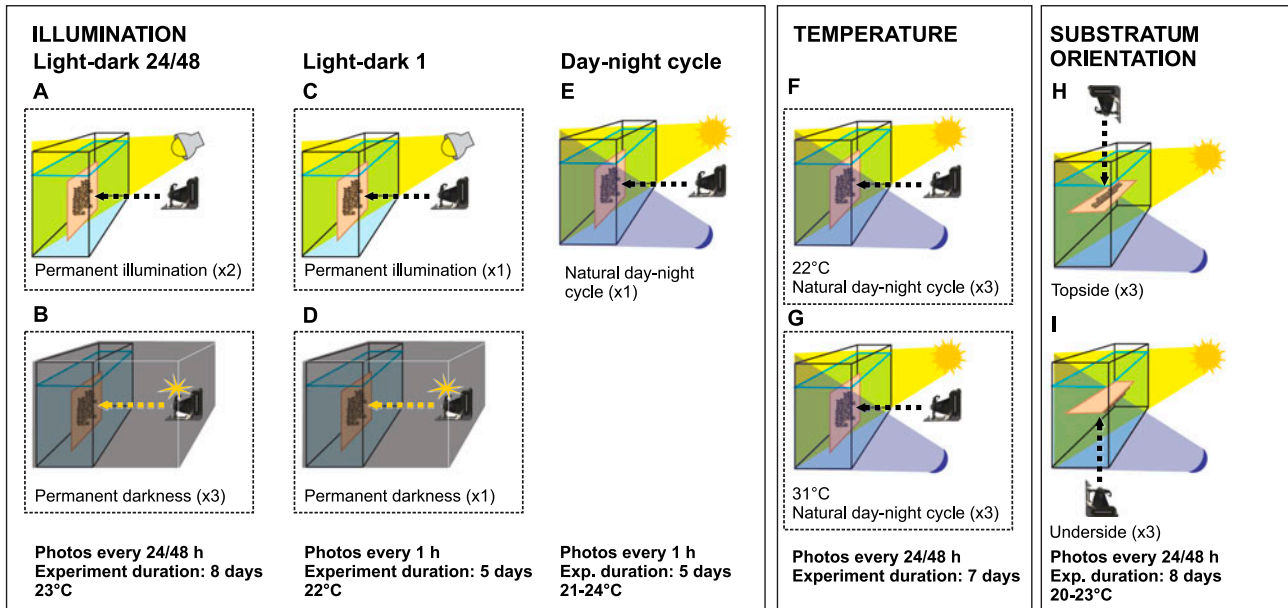 ILLUMINATION
Light-dark 24/48
Light-dark 1
Day-night cycle
A
Permanent illumination (x2)
B
Permanent darkness (x3)
Photos every 24/48 h
Experiment duration: 8 days
23°C
C
Permanent illumination (x1)
D
Permanent darkness (x1)
Photos every 1 h
Experiment duration: 5 days
22°C
E
Natural day-night
cycle (x1)
Photos every 1 h
Exp. duration: 5 days
21-24°C
TEMPERATURE
F
22°C
Natural day-night cycle (x3)
G
31°C
Natural day-night cycle (x3)
Photos every 24/48 h
Experiment duration: 7 days
SUBSTRATUM
ORIENTATION
H
Topside (x3)
I
Underside (x3)
Photos every 24/48 h
Exp. duration: 8 days
20-23°C